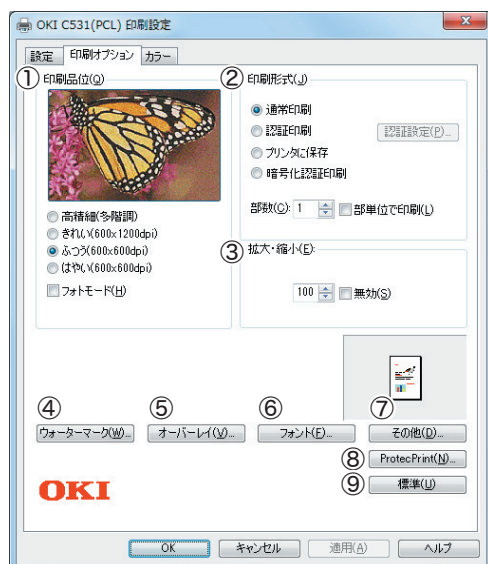 OKI C531(PCL) 印刷設定
設定 印刷オプション カラー
① 印刷品位(Q)
高精細(多階調)
きれい(600x1200dpi)
ふつう(600x600dpi)
はやい(600x600dpi)
フォトモード(H)
② 印刷形式(J)
通常印刷
認証印刷
認証設定(P)...
プリンタに保存
暗号化認証印刷
部数(C): 1 部単位で印刷(L)
③ 拡大・縮小(E):
100 無効(S)
④ ウォーターマーク(W)...
⑤ オーバーレイ(V)...
⑥ フォント(F)...
⑦ その他(D)...
⑧ ProtecPrint(N)...
⑨ 標準(U)
OKI
OK キャンセル 適用(A) ヘルプ